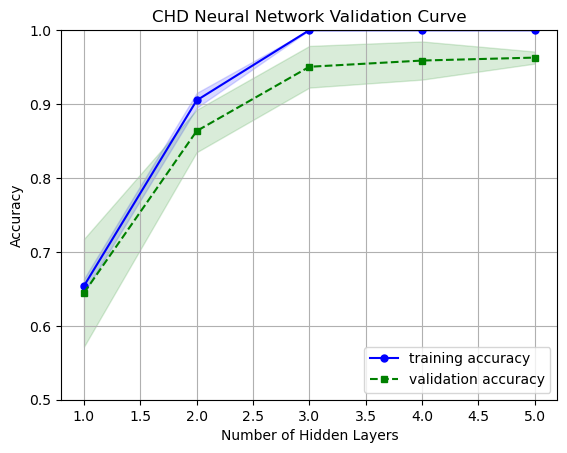 CHD Neural Network Validation Curve
1.0
0.9
0.8
0.7
0.6
0.5
Accuracy
training accuracy
validation accuracy
1.0 1.5 2.0 2.5 3.0 3.5 4.0 4.5 5.0
Number of Hidden Layers